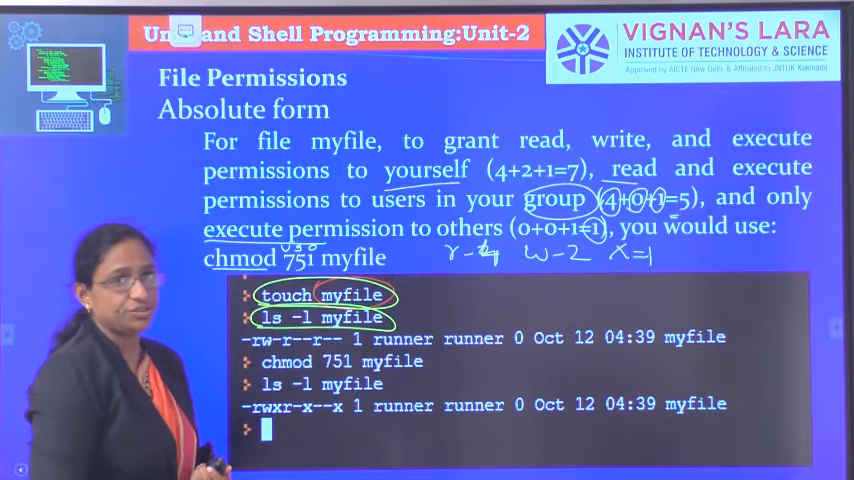 Unix and Shell Programming:Unit-2
VIGNAN'S LARA
INSTITUTE OF TECHNOLOGY & SCIENCE
Approved by AICTE New Delhi & Affiliated to JNTUK Kakinada
File Permissions
Absolute form
For file myfile, to grant read, write, and execute
permissions to yourself (4+2+1=7), read and execute
permissions to users in your group (4+0+1=5), and only
execute permission to others (0+0+1=1), you would use:
chmod 751 myfile
r-4 w-2 x=1
touch myfile
ls -l myfile
-rw-r--r-- 1 runner runner 0 Oct 12 04:39 myfile
chmod 751 myfile
ls -l myfile
-rwxr-x--x 1 runner runner 0 Oct 12 04:39 myfile